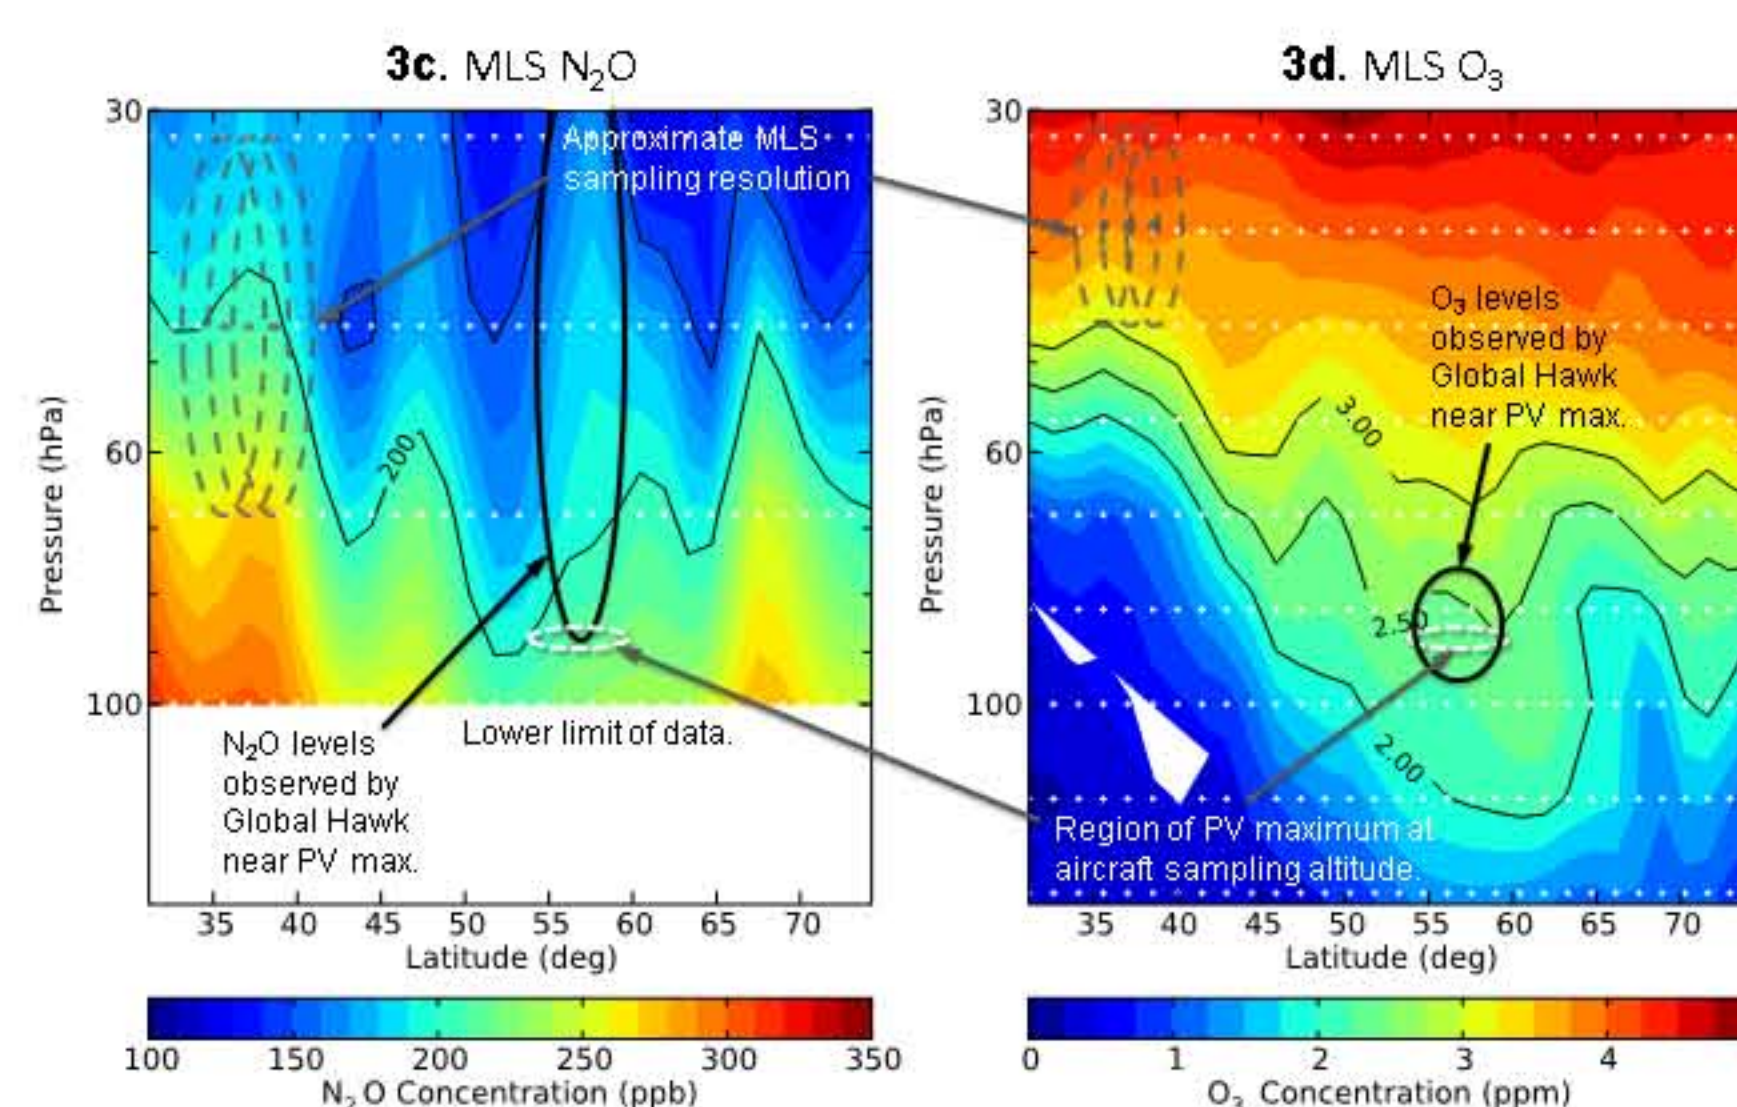 3c. MLS N₂O
30
60
100
Pressure (hPa)
Approximate MLS
sampling resolution
200
N₂O levels
observed by
Global Hawk
near PV max.
Lower limit of data.
35 40 45 50 55 60 65 70
Latitude (deg)
100 150 200 250 300 350
N₂O Concentration (ppb)
3d. MLS O₃
30
60
100
Pressure (hPa)
O₃ levels
observed by
Global Hawk
near PV max.
3.00
2.50
2.00
Region of PV maximum at
aircraft sampling altitude.
35 40 45 50 55 60 65 70
Latitude (deg)
0 1 2 3 4
O₃ Concentration (ppm)